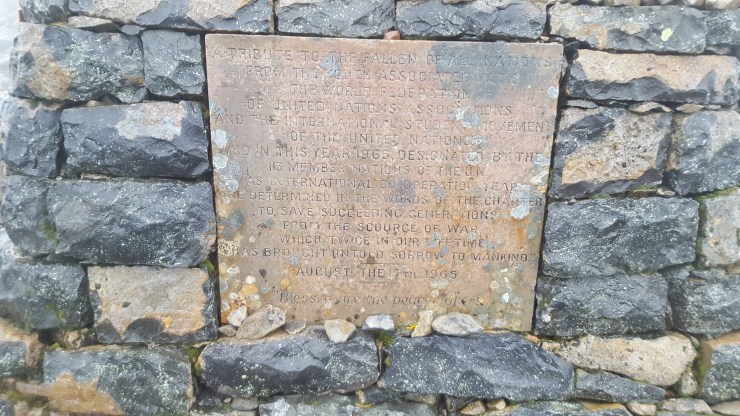 A TRIBUTE TO THE FALLEN OF ALL NATIONS
FROM THE YOUTH ASSOCIATED WITH
THE WORLD FEDERATION
OF UNITED NATIONS ASSOCIATIONS
AND THE INTERNATIONAL STUDENT MOVEMENT
OF THE UNITED NATIONS
AND IN THIS YEAR 1965, DESIGNATED BY THE
MEMBER NATIONS OF THE UN
AS INTERNATIONAL CO-OPERATION YEAR
ARE DETERMINED IN THE WORDS OF THE CHARTER
TO SAVE SUCCEEDING GENERATIONS
FROM THE SCOURGE OF WAR
WHICH TWICE IN OUR LIFETIME
HAS BROUGHT UNTOLD SORROW TO MANKIND"
AUGUST THE 7TH 1965
Blessed are the peacemakers